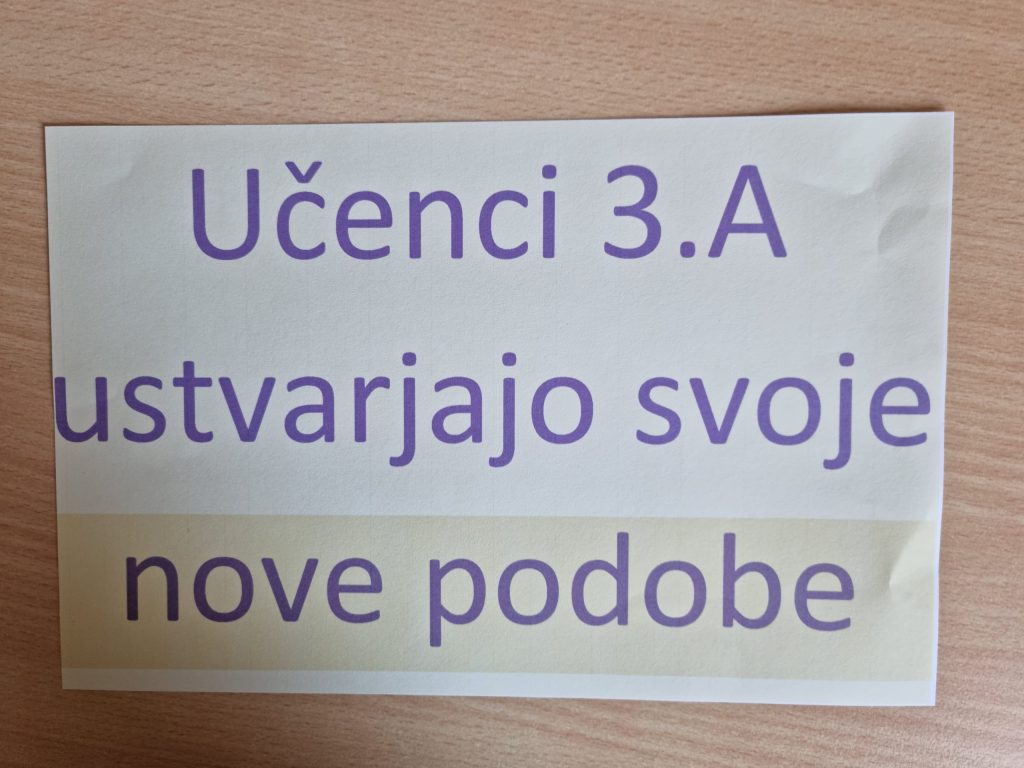 Učenci 3.A
ustvarjajo svoje
nove podobe